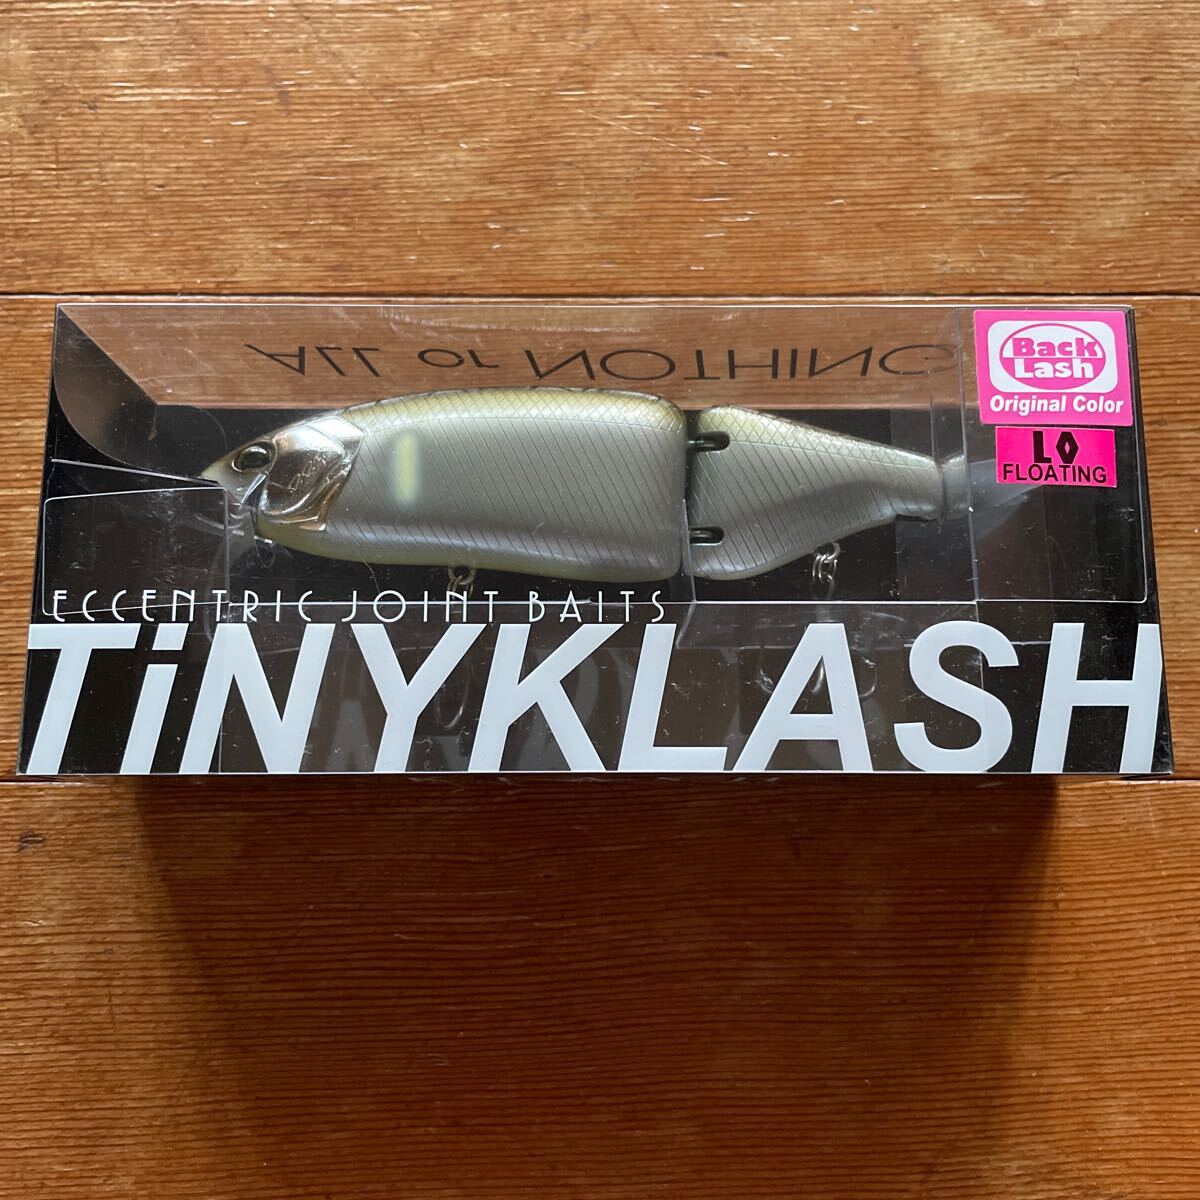 ALL or NOTHING
Back
Lash
Original Color
LO
FLOATING
ECCENTRIC JOINT BAITS
TiNYKLASH